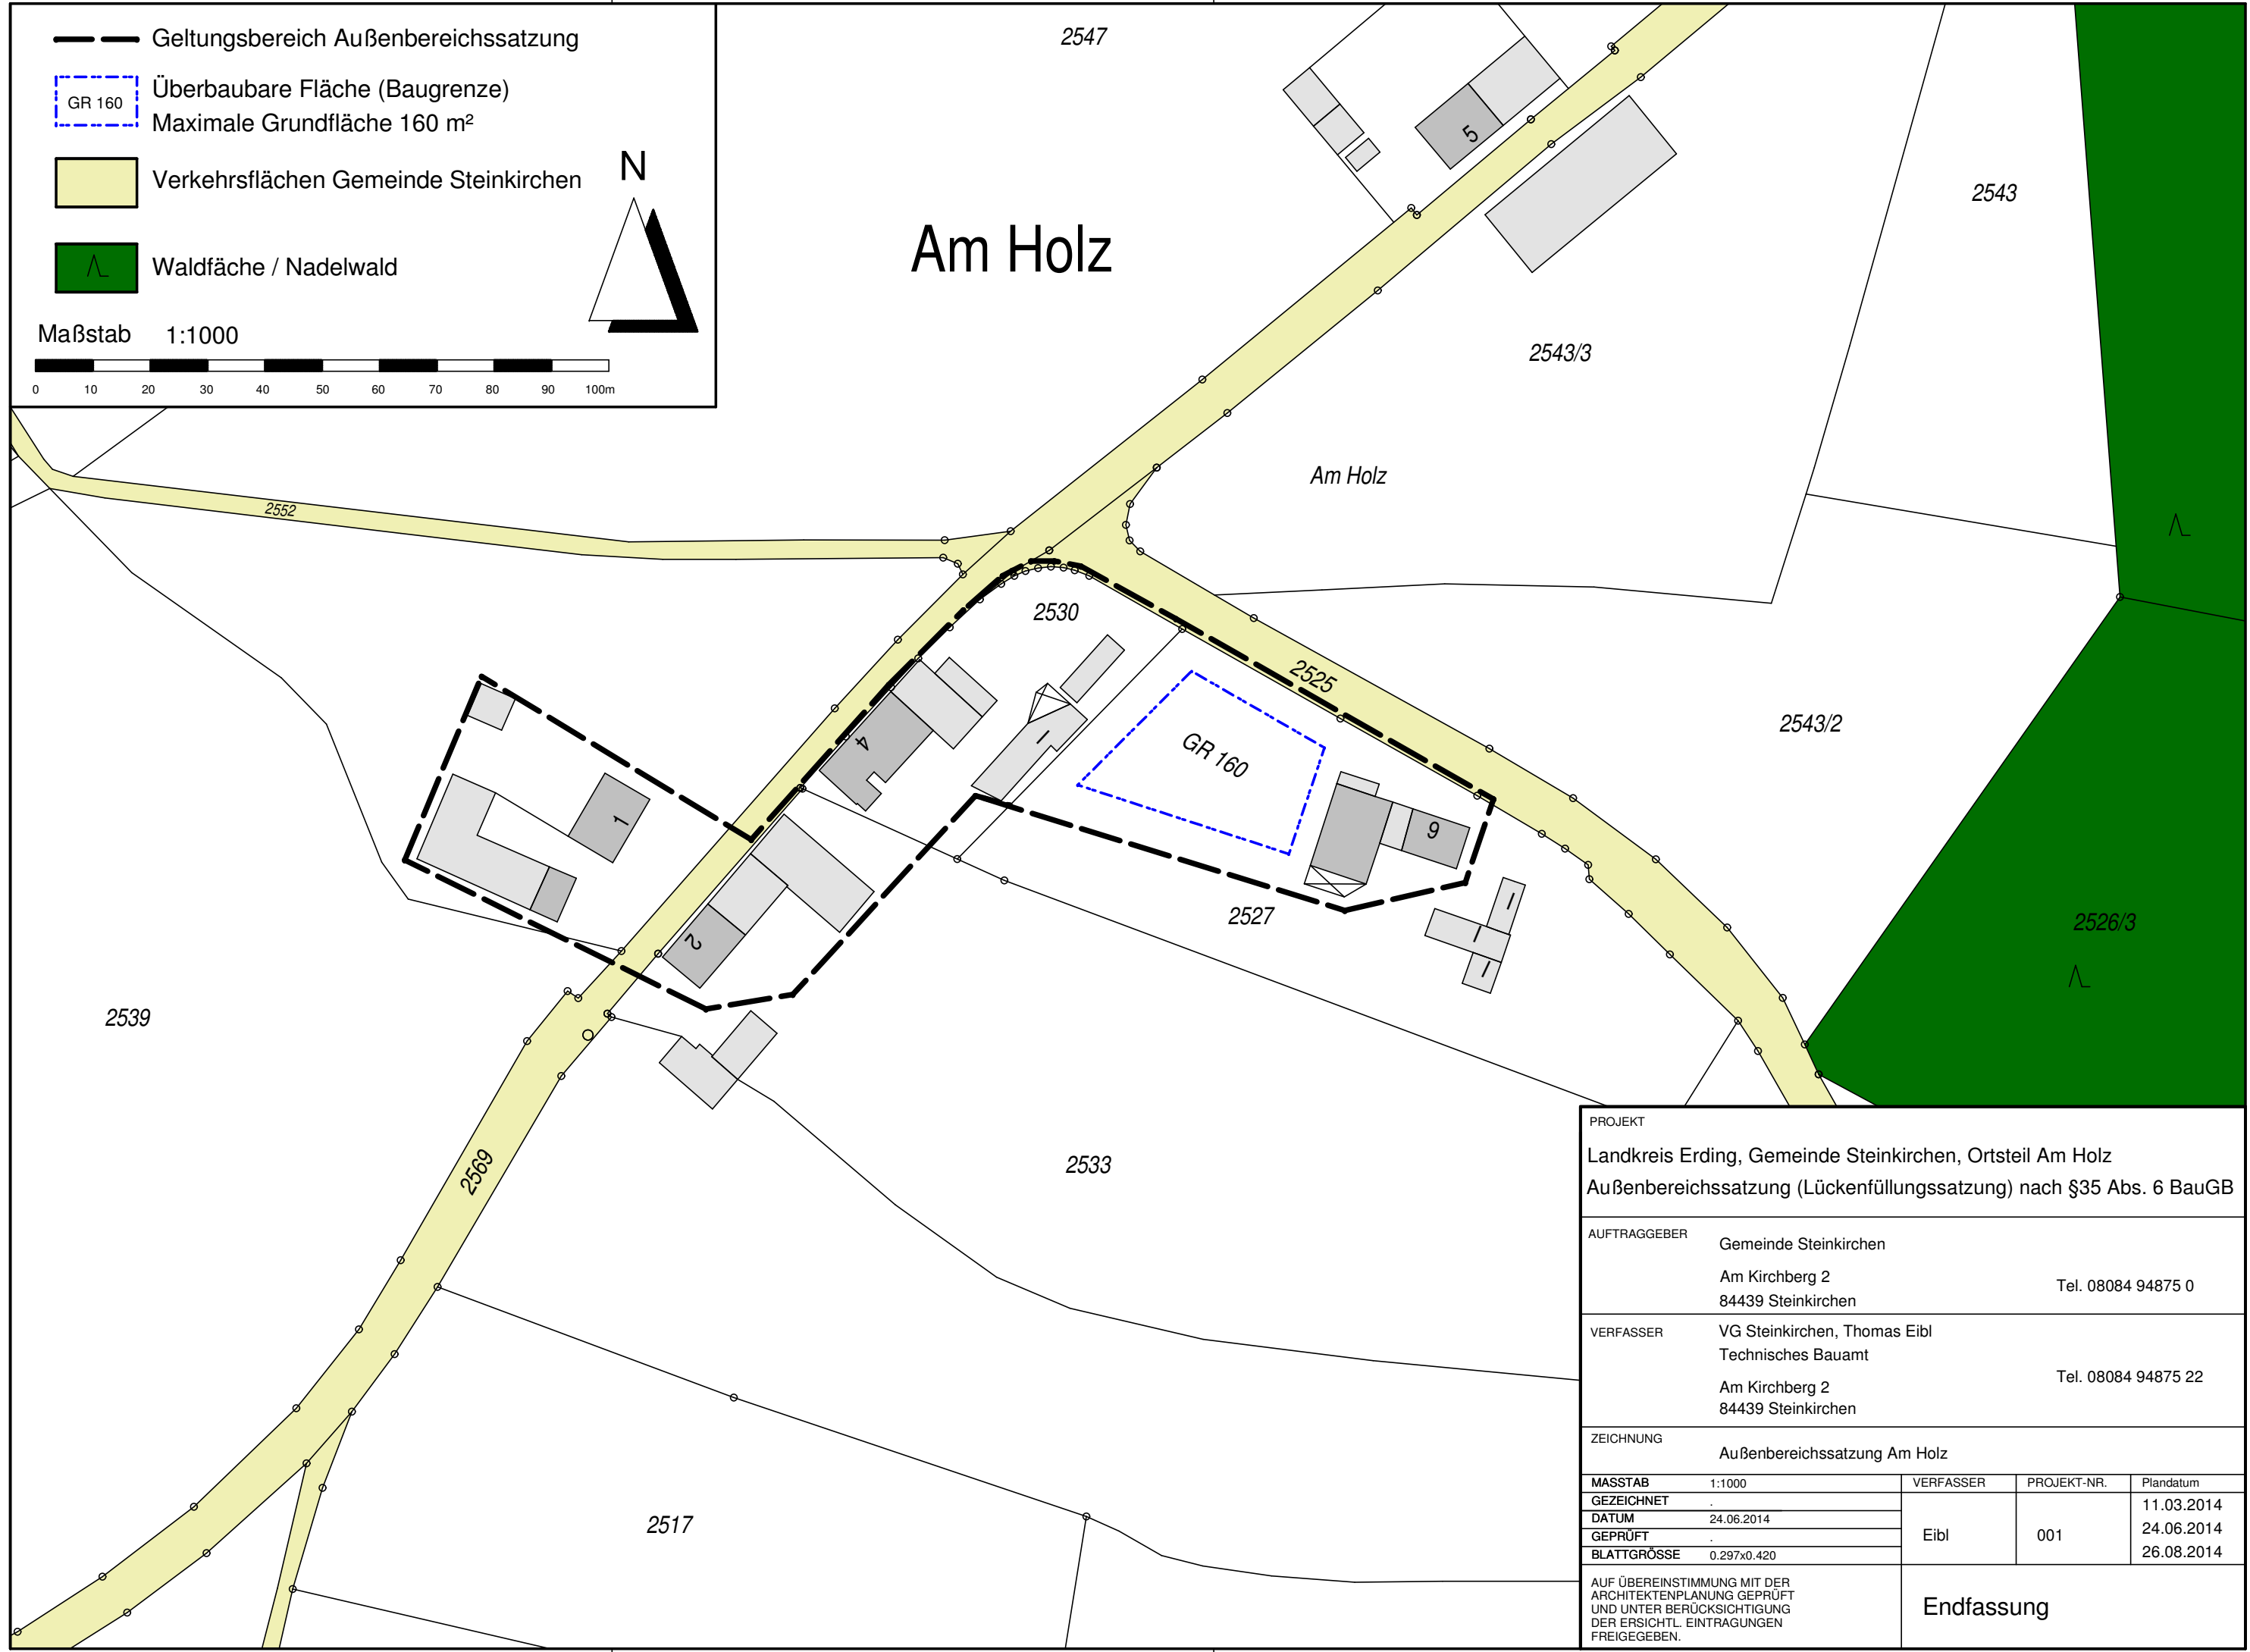 Geltungsbereich Außenbereichssatzung
GR 160
Überbaubare Fläche (Baugrenze)
Maximale Grundfläche 160 m²
Verkehrsflächen Gemeinde Steinkirchen
N
Waldfäche / Nadelwald
Maßstab 1:1000
0 10 20 30 40 50 60 70 80 90 100m
2547
5
2543
Am Holz
2543/3
Am Holz
2552
2530
2525
2543/2
4
GR 160
1
9
2
2527
2526/3
2539
2533
2569
2517
PROJEKT
Landkreis Erding, Gemeinde Steinkirchen, Ortsteil Am Holz
Außenbereichssatzung (Lückenfüllungssatzung) nach §35 Abs. 6 BauGB
AUFTRAGGEBER
Gemeinde Steinkirchen
Am Kirchberg 2
84439 Steinkirchen
Tel. 08084 94875 0
VERFASSER
VG Steinkirchen, Thomas Eibl
Technisches Bauamt
Am Kirchberg 2
84439 Steinkirchen
Tel. 08084 94875 22
ZEICHNUNG
Außenbereichssatzung Am Holz
MASSTAB 1:1000
GEZEICHNET .
DATUM 24.06.2014
GEPRÜFT .
BLATTGRÖSSE 0.297x0.420
VERFASSER
Eibl
PROJEKT-NR.
001
Plandatum
11.03.2014
24.06.2014
26.08.2014
AUF ÜBEREINSTIMMUNG MIT DER
ARCHITEKTENPLANUNG GEPRÜFT
UND UNTER BERÜCKSICHTIGUNG
DER ERSICHTL. EINTRAGUNGEN
FREIGEGEBEN.
Endfassung